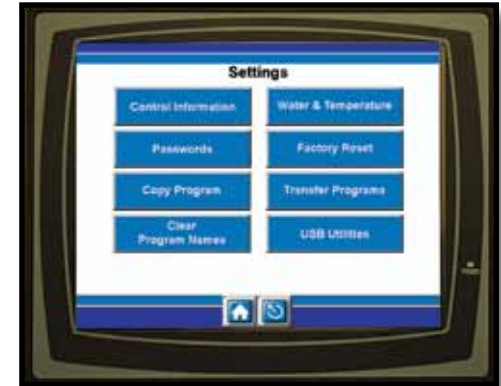 Settings
Control Information
Water & Temperature
Passwords
Factory Reset
Copy Program
Transfer Programs
Clear
Program Names
USB Utilities